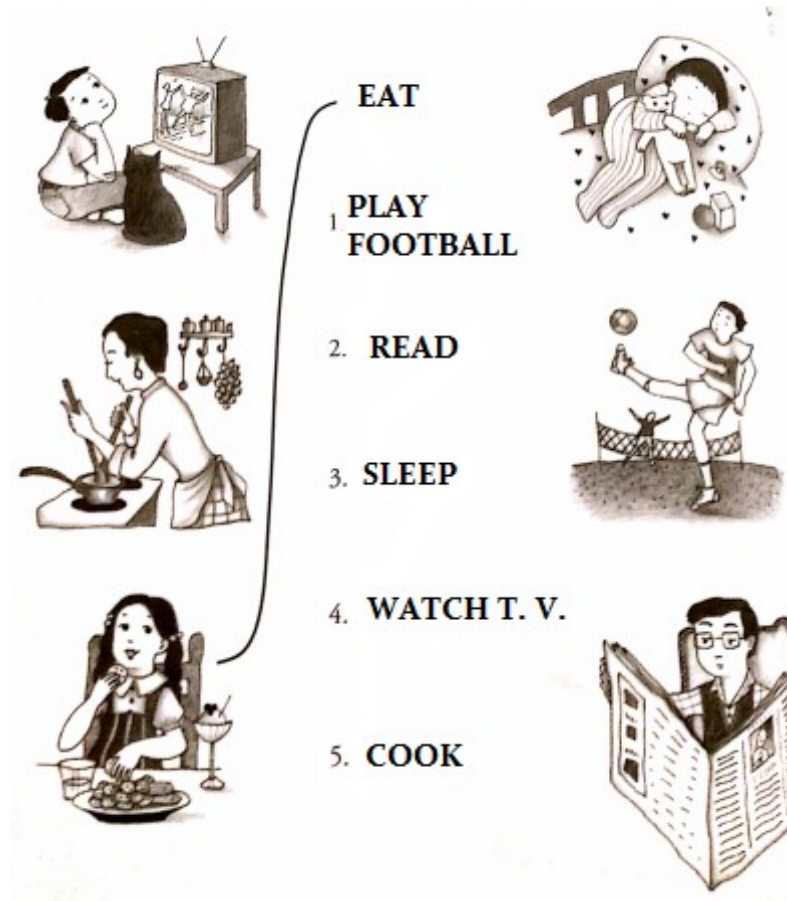 EAT
1 PLAY
FOOTBALL
2. READ
3. SLEEP
4. WATCH T. V.
5. COOK